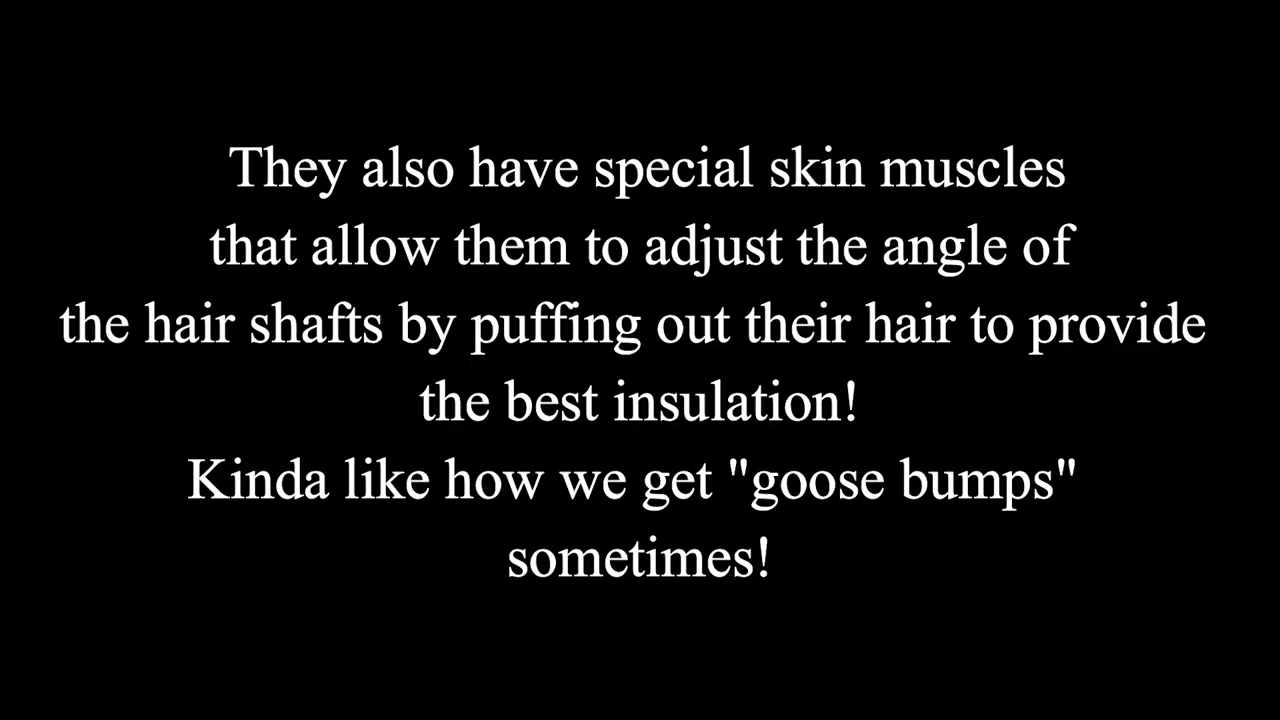 They also have special skin muscles
that allow them to adjust the angle of
the hair shafts by puffing out their hair to provide
the best insulation!
Kinda like how we get "goose bumps"
sometimes!